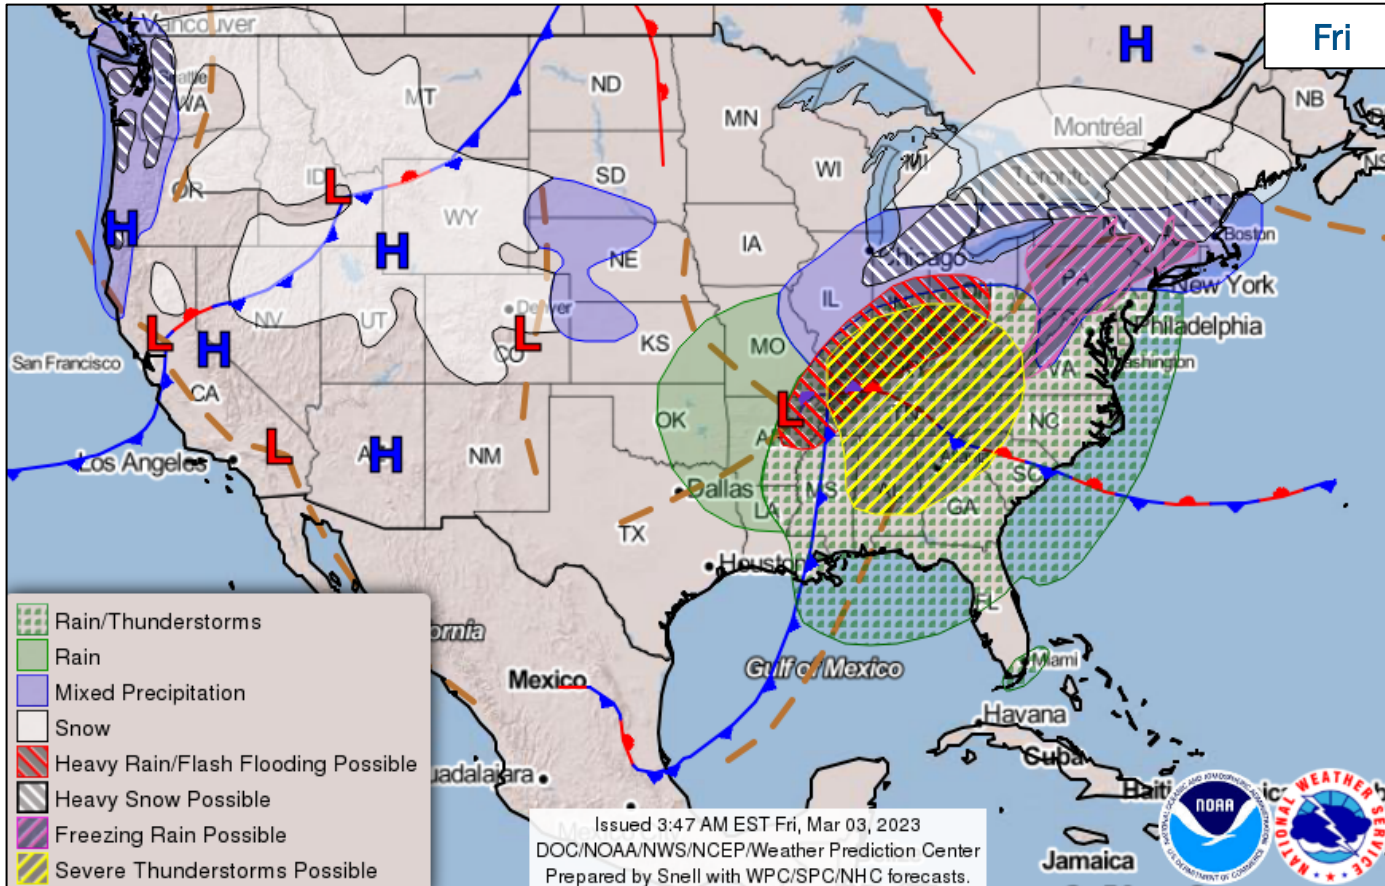 Fri
Vancouver
Seattle
WA
MT
ND
MN
NB
Montréal
OR
ID
SD
WI
MI
Toronto
WY
IA
Boston
NE
Chicago
NV
UT
Denver
CO
KS
IL
MO
PA
New York
Philadelphia
Washington
San Francisco
CA
OK
VA
TN
NC
Los Angeles
NM
Dallas
LA
MS
AL
GA
SC
TX
Houston
FL
Miami
Gulf of Mexico
Mexico
Havana
Cuba
Jamaica
H
H
H
H
H
L
L
L
L
L
Rain/Thunderstorms
Rain
Mixed Precipitation
Snow
Heavy Rain/Flash Flooding Possible
Heavy Snow Possible
Freezing Rain Possible
Severe Thunderstorms Possible
Issued 3:47 AM EST Fri, Mar 03, 2023
DOC/NOAA/NWS/NCEP/Weather Prediction Center
Prepared by Snell with WPC/SPC/NHC forecasts.
NOAA
NATIONAL WEATHER SERVICE